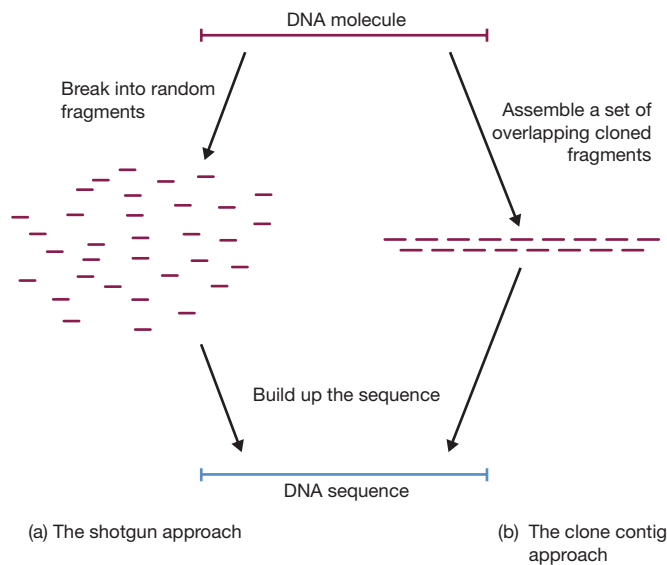 DNA molecule
Break into random
fragments
Assemble a set of
overlapping cloned
fragments
Build up the sequence
DNA sequence
(a) The shotgun approach
(b) The clone contig
approach